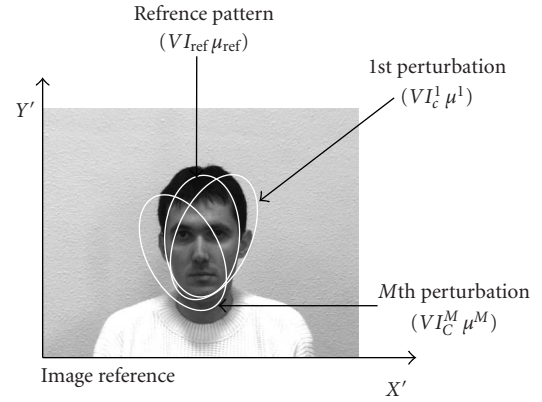 Refrence pattern
(VI_ref μ_ref)
1st perturbation
(VI_c^1 μ^1)
Y′
Mth perturbation
(VI_C^M μ^M)
Image reference
X′